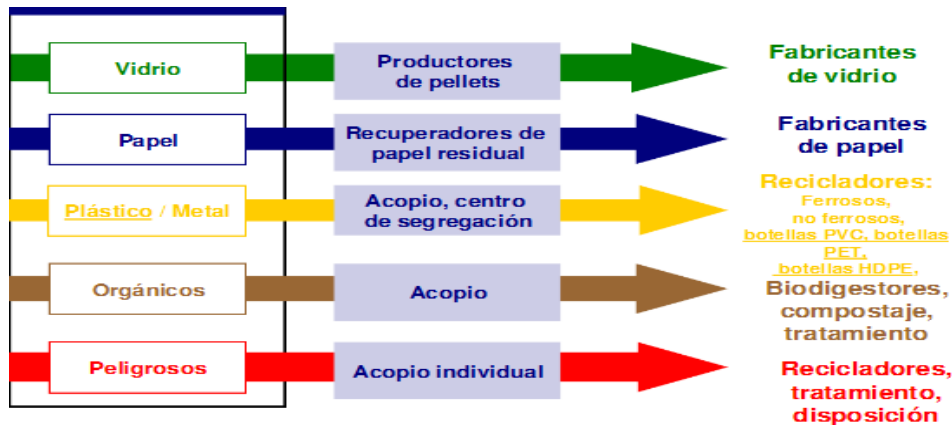 Vidrio
Productores
de pellets
Fabricantes
de vidrio
Papel
Recuperadores de
papel residual
Fabricantes
de papel
Plástico / Metal
Acopio, centro
de segregación
Recicladores:
Ferrosos,
no ferrosos,
botellas PVC, botellas
PET,
botellas HDPE,
Orgánicos
Acopio
Biodigestores,
compostaje,
tratamiento
Peligrosos
Acopio individual
Recicladores,
tratamiento,
disposición